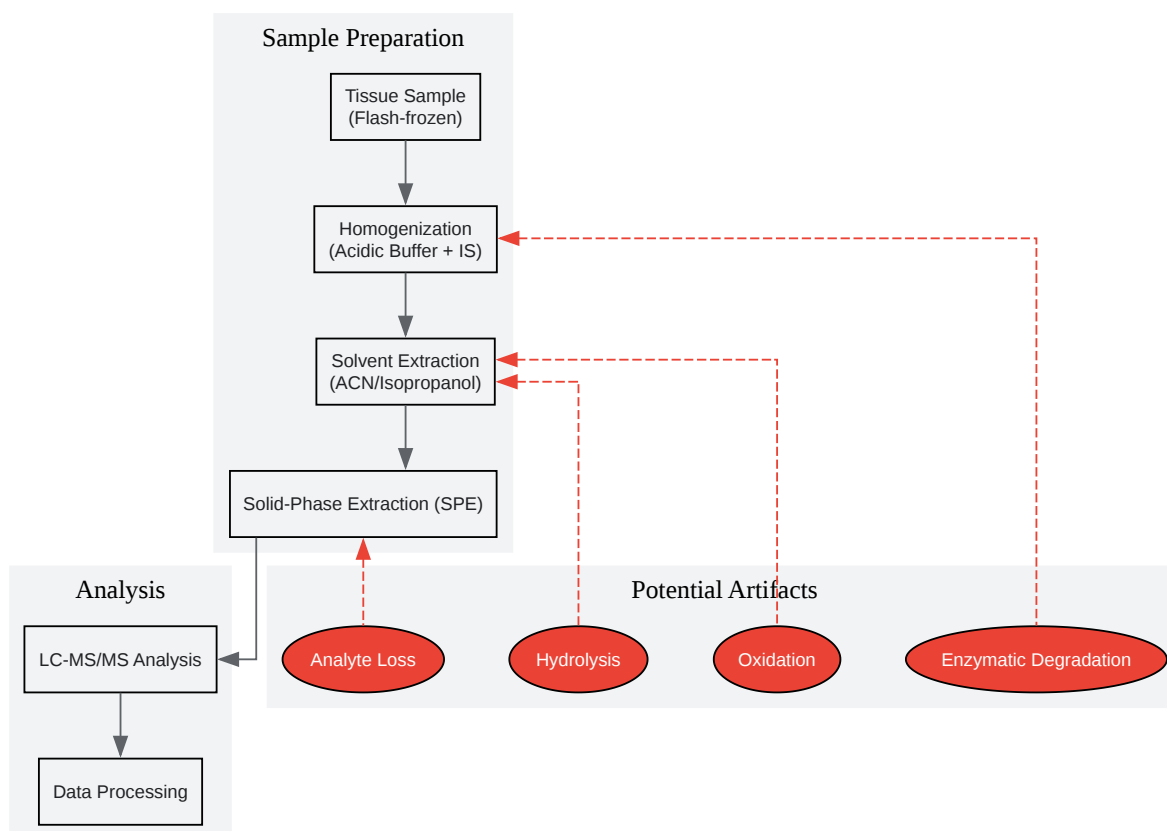 Sample Preparation
Tissue Sample
(Flash-frozen)
Homogenization
(Acidic Buffer + IS)
Solvent Extraction
(ACN/Isopropanol)
Solid-Phase Extraction (SPE)
Analysis
LC-MS/MS Analysis
Data Processing
Potential Artifacts
Analyte Loss
Hydrolysis
Oxidation
Enzymatic Degradation